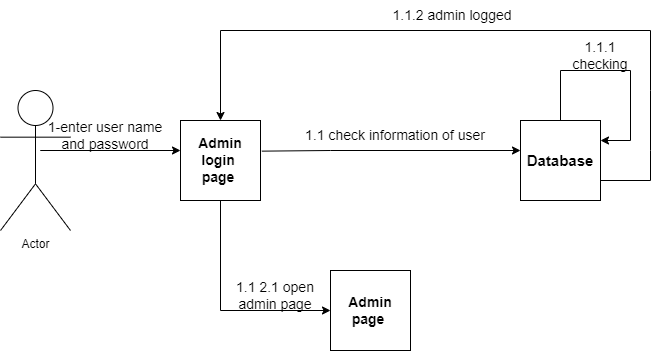 1.1.2 admin logged
1.1.1
checking
1-enter user name
and password
Admin
login
page
1.1 check information of user
Database
Actor
1.1 2.1 open
admin page
Admin
page